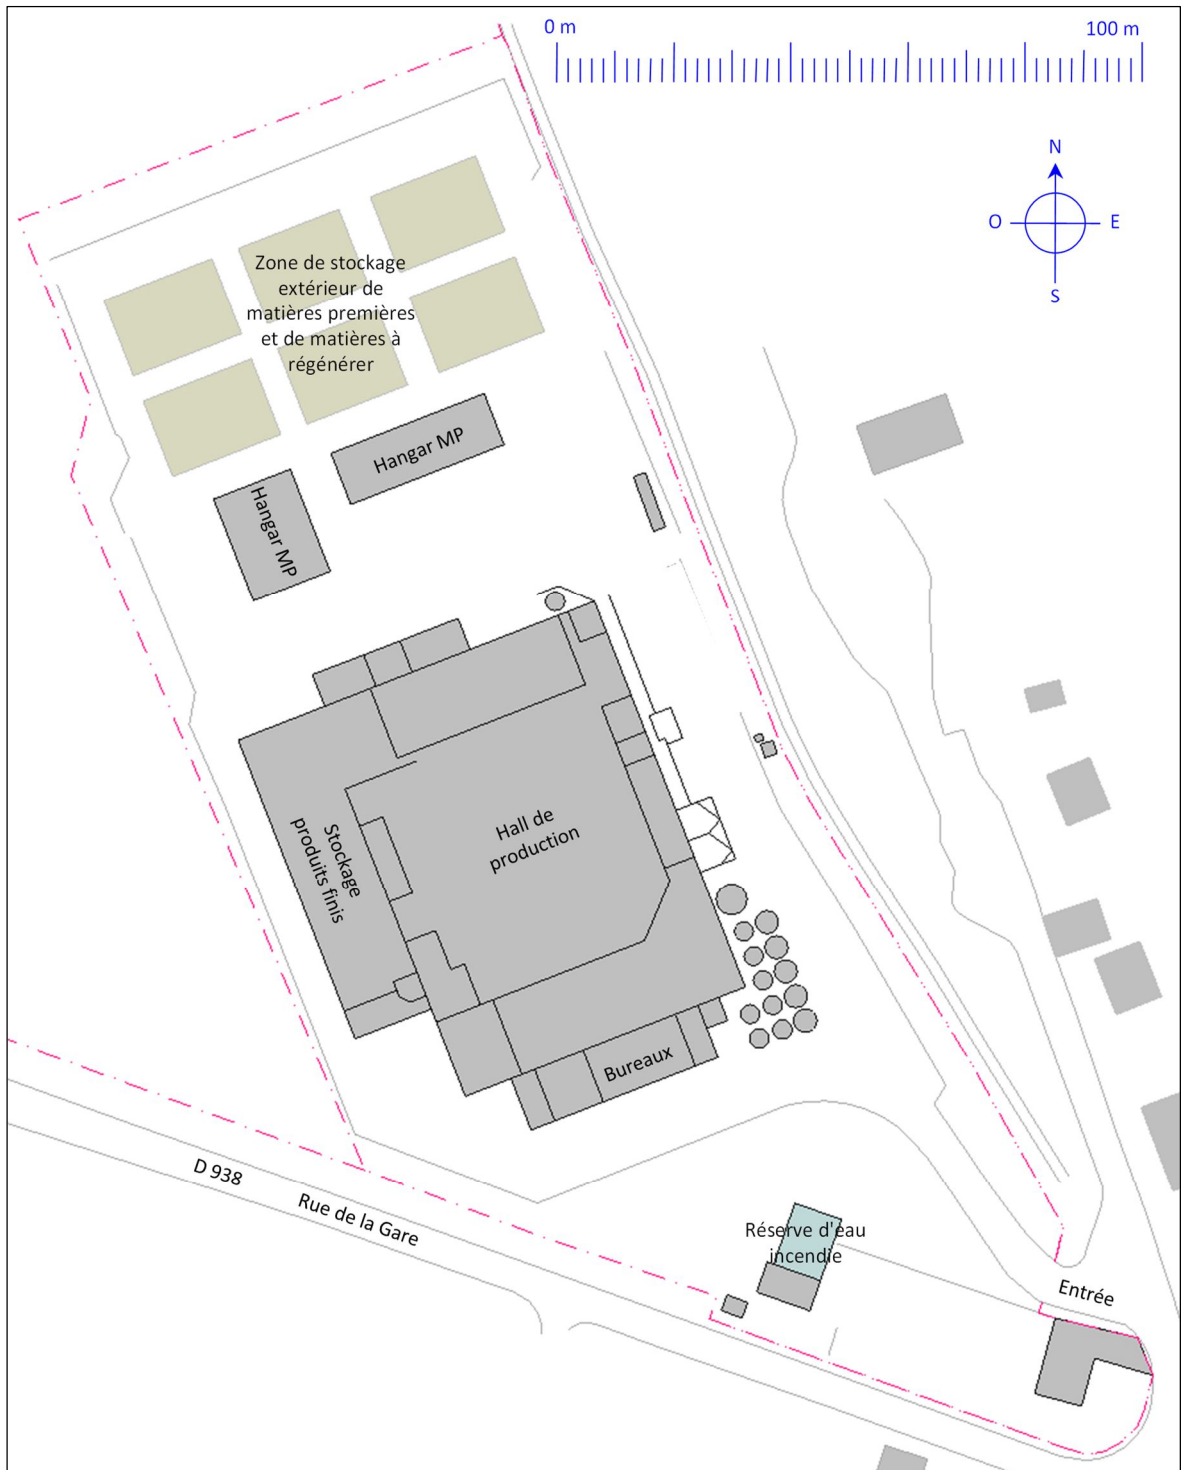 0 m
100 m
N
O
E
S
Zone de stockage
extérieur de
matières premières
et de matières à
régénérer
Hangar MP
Hangar MP
Hall de
production
Stockage
produits finis
Bureaux
D 938
Rue de la Gare
Réserve d'eau
incendie
Entrée